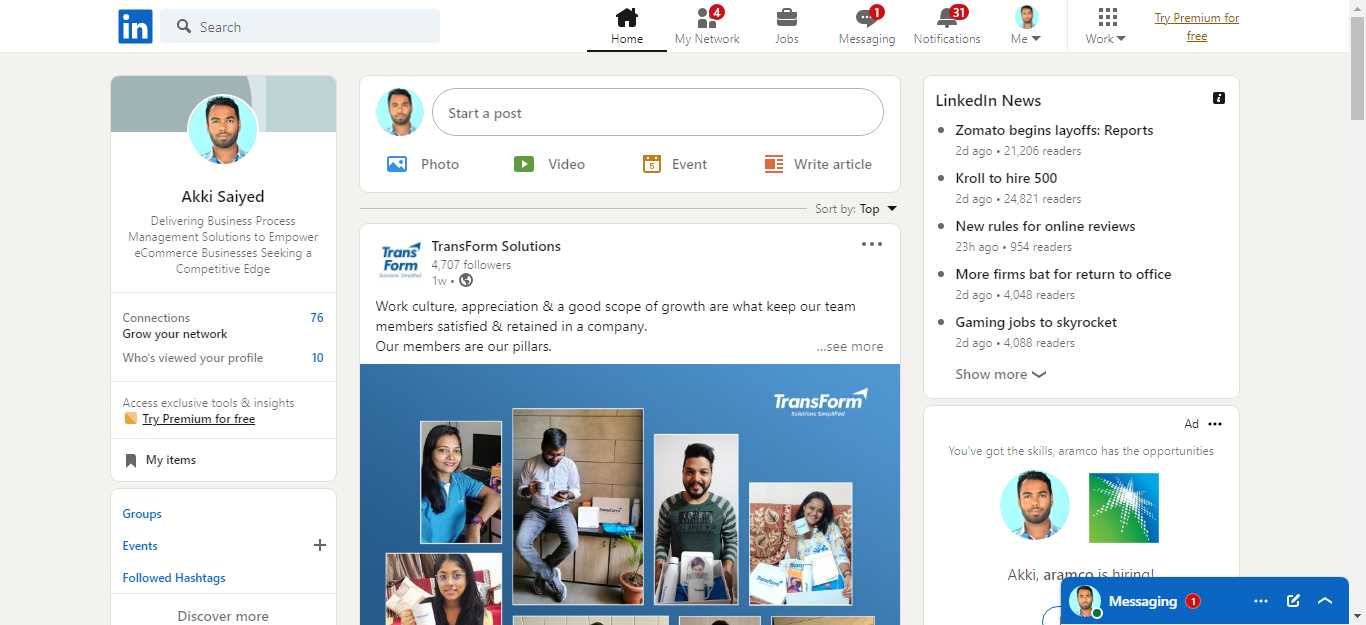 in
Search
Home
4
My Network
Jobs
1
Messaging
31
Notifications
Me
Work
Try Premium for
free
Akki Saiyed
Delivering Business Process
Management Solutions to Empower
eCommerce Businesses Seeking a
Competitive Edge
Connections 76
Grow your network
Who's viewed your profile 10
Access exclusive tools & insights
Try Premium for free
My items
Groups
Events
Followed Hashtags
Discover more
Start a post
Photo
Video
5
Event
Write article
Sort by: Top
Trans
Form
Solutions. Simplified
TransForm Solutions
4,707 followers
1w •
Work culture, appreciation & a good scope of growth are what keep our team
members satisfied & retained in a company.
Our members are our pillars.
...see more
TransForm
Solutions. Simplified
LinkedIn News
Zomato begins layoffs: Reports
2d ago • 21,206 readers
Kroll to hire 500
2d ago • 24,821 readers
New rules for online reviews
23h ago • 954 readers
More firms bat for return to office
2d ago • 4,048 readers
Gaming jobs to skyrocket
2d ago • 4,088 readers
Show more
Ad
You've got the skills, aramco has the opportunities
Akki, aramco is hiring!
Messaging 1